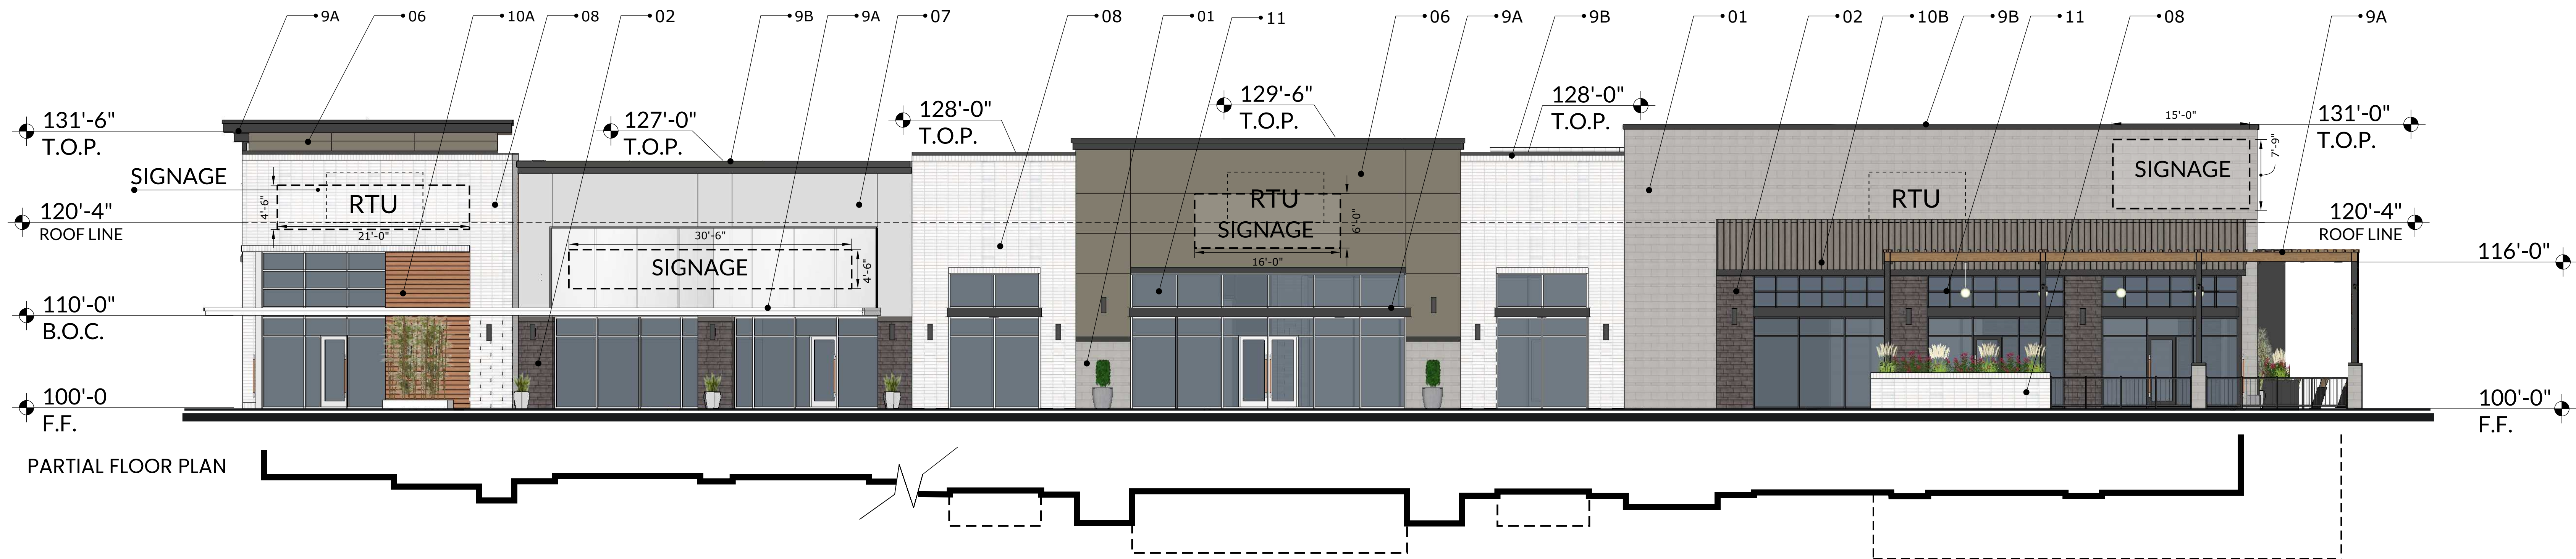 9A
06
10A
08
02
9B
9A
07
08
01
11
06
9A
9B
01
02
10B
9B
11
08
9A
131'-6"
T.O.P.
127'-0"
T.O.P.
128'-0"
T.O.P.
129'-6"
T.O.P.
128'-0"
T.O.P.
15'-0"
131'-0"
T.O.P.
7'-9"
SIGNAGE
SIGNAGE
4'-6"
RTU
21'-0"
RTU
SIGNAGE
6'-0"
16'-0"
RTU
120'-4"
ROOF LINE
120'-4"
ROOF LINE
30'-6"
SIGNAGE
4'-6"
116'-0"
110'-0"
B.O.C.
100'-0
F.F.
100'-0"
F.F.
PARTIAL FLOOR PLAN